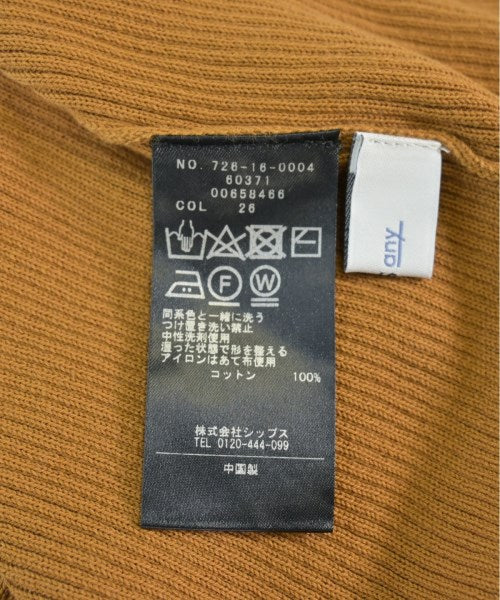 NO. 726-16-0004
60371
00658466
COL 26
F W
同系色と一緒に洗う
つけ置き洗い禁止
中性洗剤使用
湿った状態で形を整える
アイロンはあて布使用
コットン 100%
株式会社シップス
TEL 0120-444-099
中国製
any